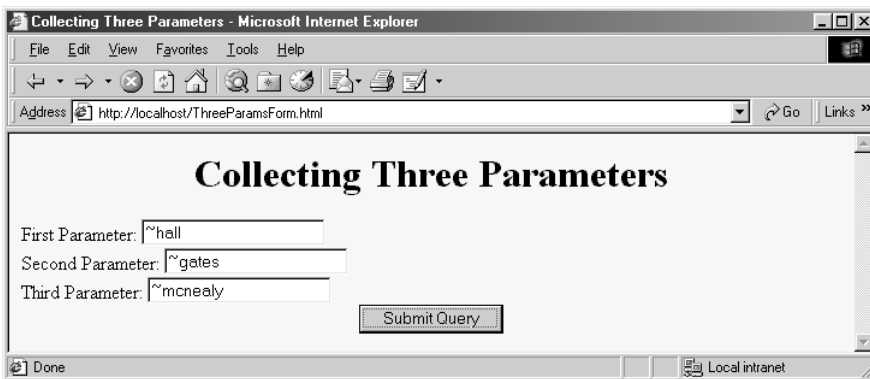 Collecting Three Parameters - Microsoft Internet Explorer
File Edit View Favorites Tools Help
Address http://localhost/ThreeParamsForm.html Go Links »
Collecting Three Parameters
First Parameter: ~hall
Second Parameter: ~gates
Third Parameter: ~mcnealy
Submit Query
Done Local intranet